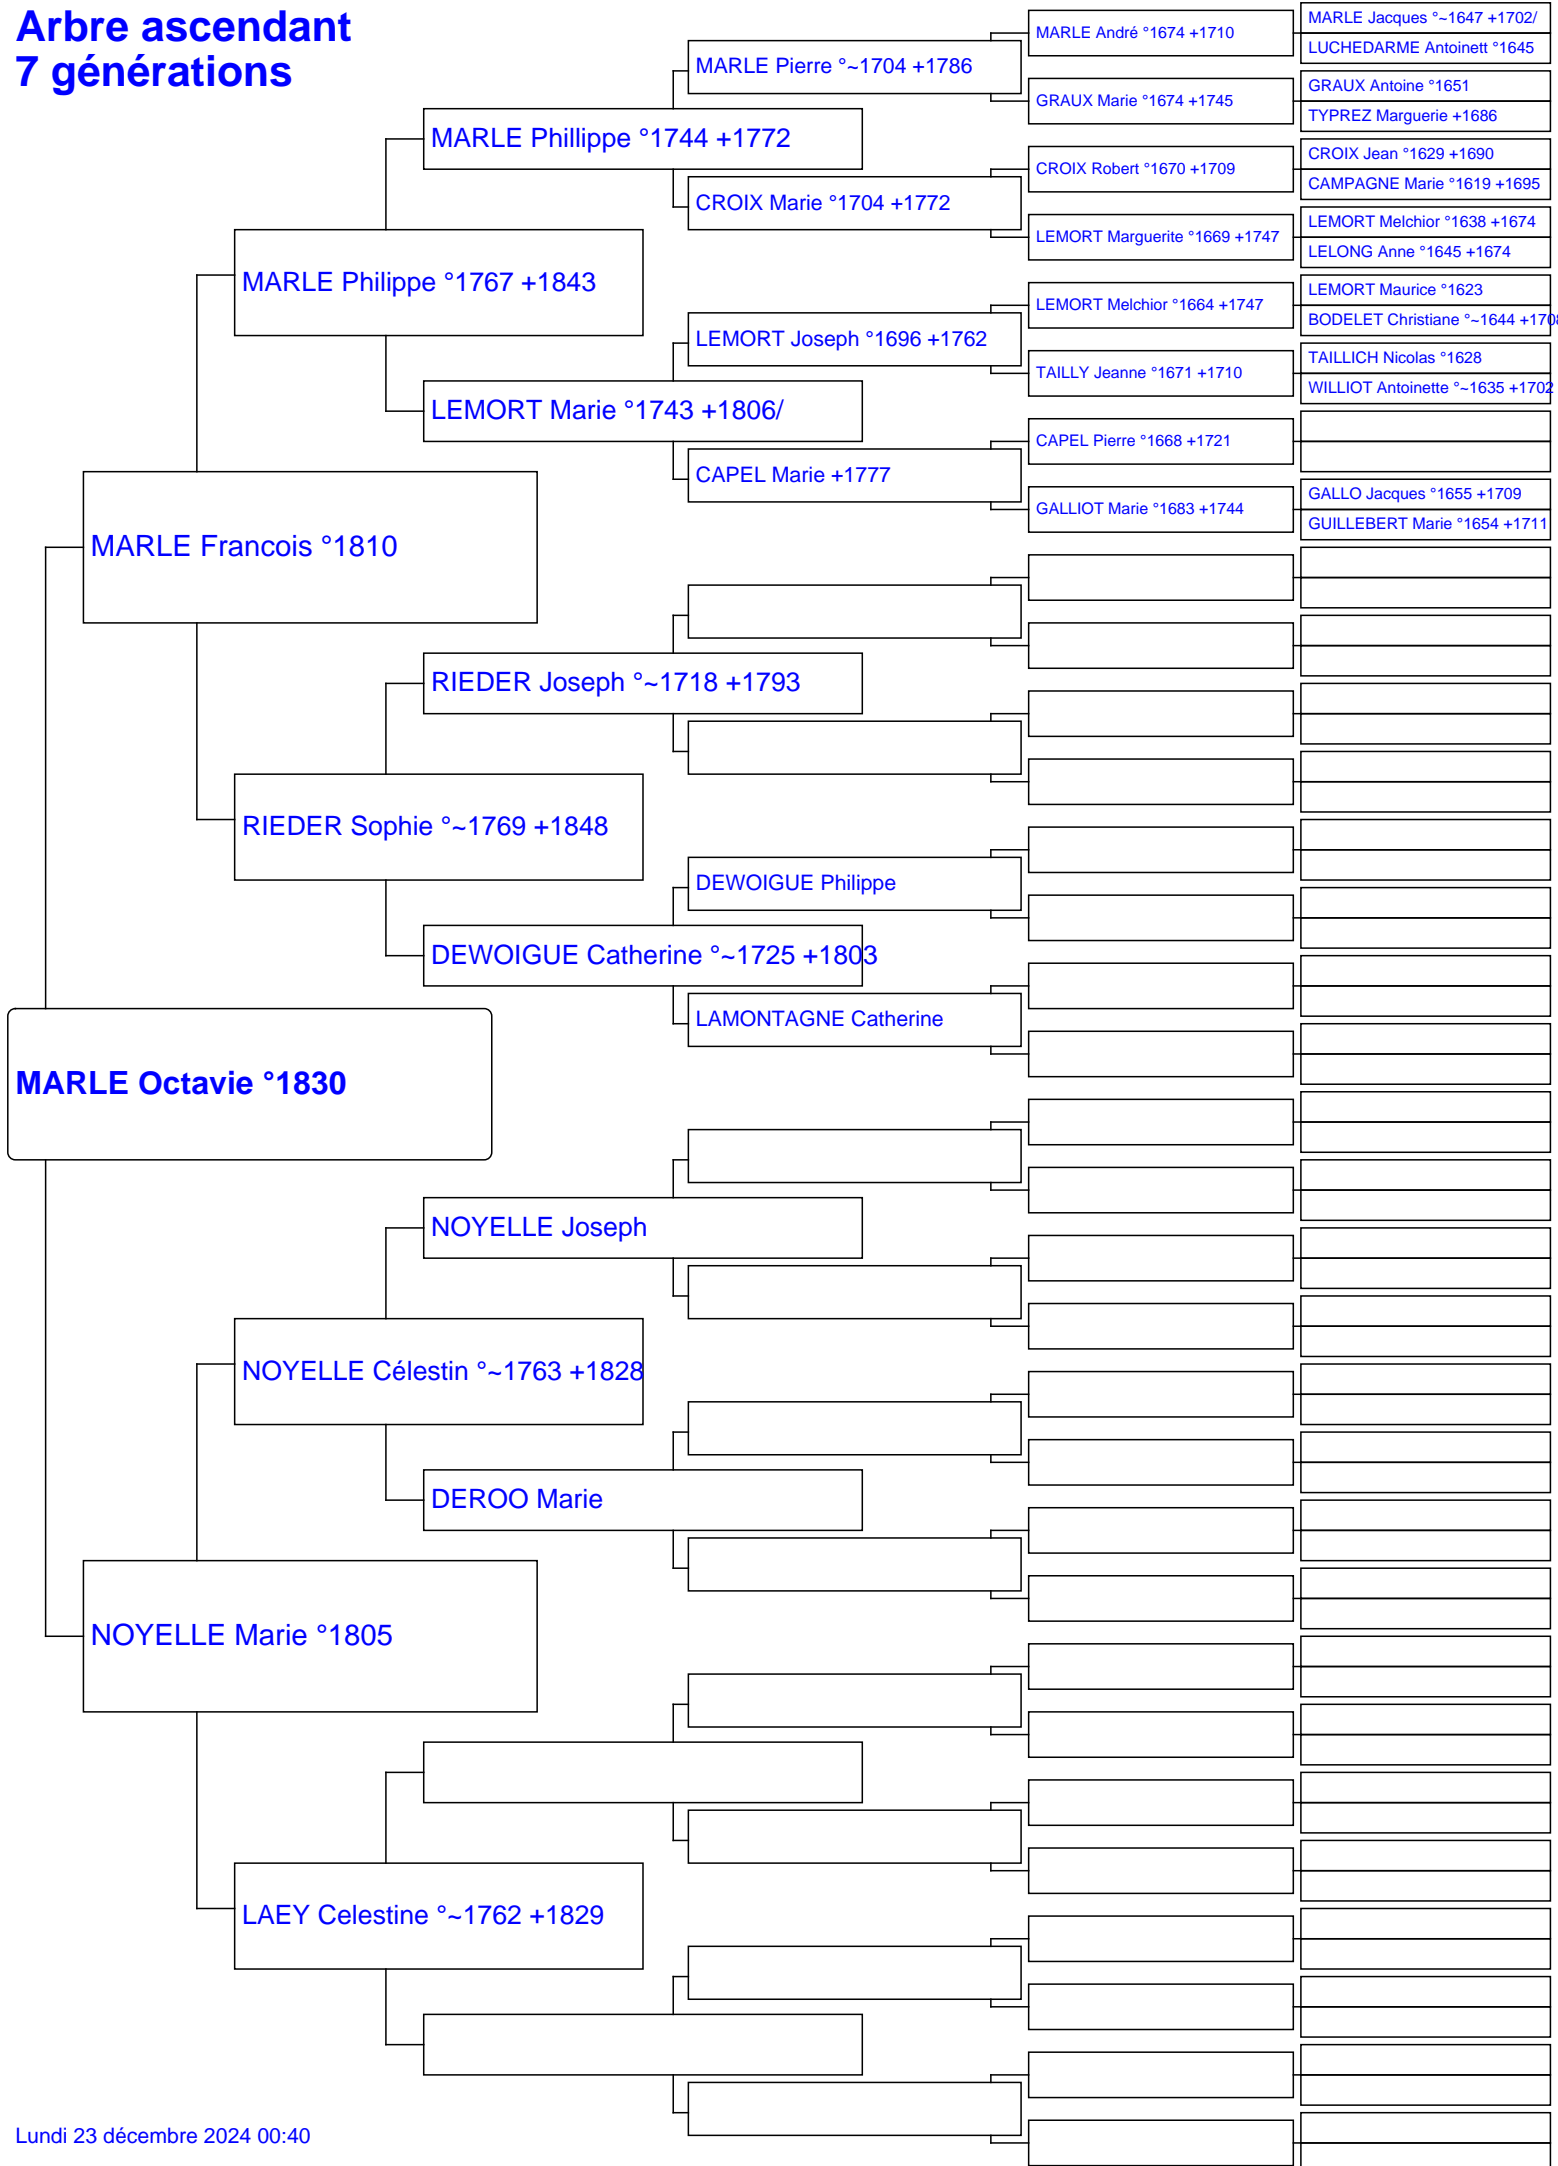 Arbre ascendant
7 générations
MARLE Octavie °1830
MARLE Francois °1810
NOYELLE Marie °1805
MARLE Philippe °1767 +1843
RIEDER Sophie °~1769 +1848
NOYELLE Célestin °~1763 +1828
LAEY Celestine °~1762 +1829
MARLE Phillippe °1744 +1772
LEMORT Marie °1743 +1806/
RIEDER Joseph °~1718 +1793
DEWOIGUE Catherine °~1725 +1803
NOYELLE Joseph
DEROO Marie
MARLE Pierre °~1704 +1786
CROIX Marie °1704 +1772
LEMORT Joseph °1696 +1762
CAPEL Marie +1777
DEWOIGUE Philippe
LAMONTAGNE Catherine
MARLE André °1674 +1710
GRAUX Marie °1674 +1745
CROIX Robert °1670 +1709
LEMORT Marguerite °1669 +1747
LEMORT Melchior °1664 +1747
TAILLY Jeanne °1671 +1710
CAPEL Pierre °1668 +1721
GALLIOT Marie °1683 +1744
MARLE Jacques °~1647 +1702/
LUCHEDARME Antoinett °1645
GRAUX Antoine °1651
TYPREZ Marguerie +1686
CROIX Jean °1629 +1690
CAMPAGNE Marie °1619 +1695
LEMORT Melchior °1638 +1674
LELONG Anne °1645 +1674
LEMORT Maurice °1623
BODELET Christiane °~1644 +1708
TAILLICH Nicolas °1628
WILLIOT Antoinette °~1635 +1702
GALLO Jacques °1655 +1709
GUILLEBERT Marie °1654 +1711
Lundi 23 décembre 2024 00:40